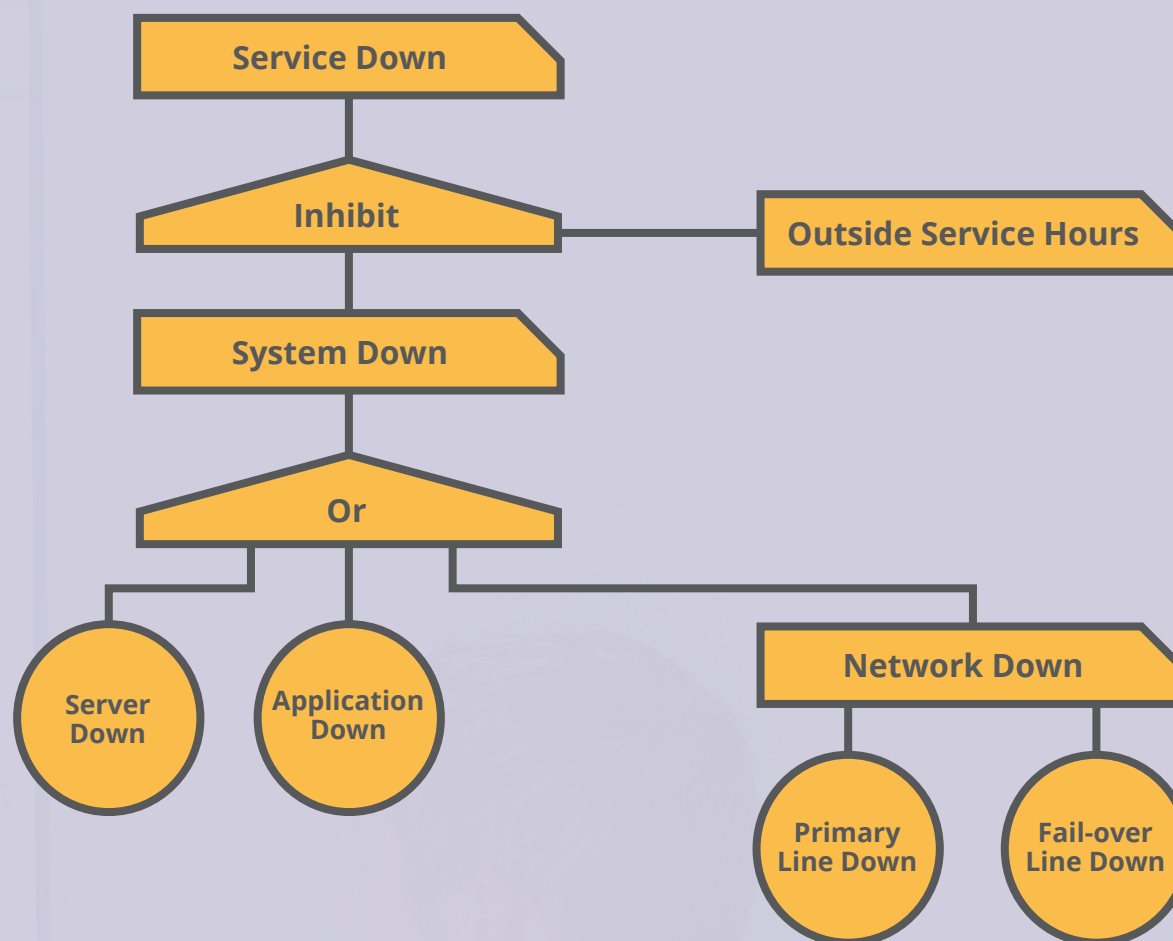 Service Down
Inhibit
Outside Service Hours
System Down
Or
Network Down
Server
Down
Application
Down
Primary
Line Down
Fail-over
Line Down